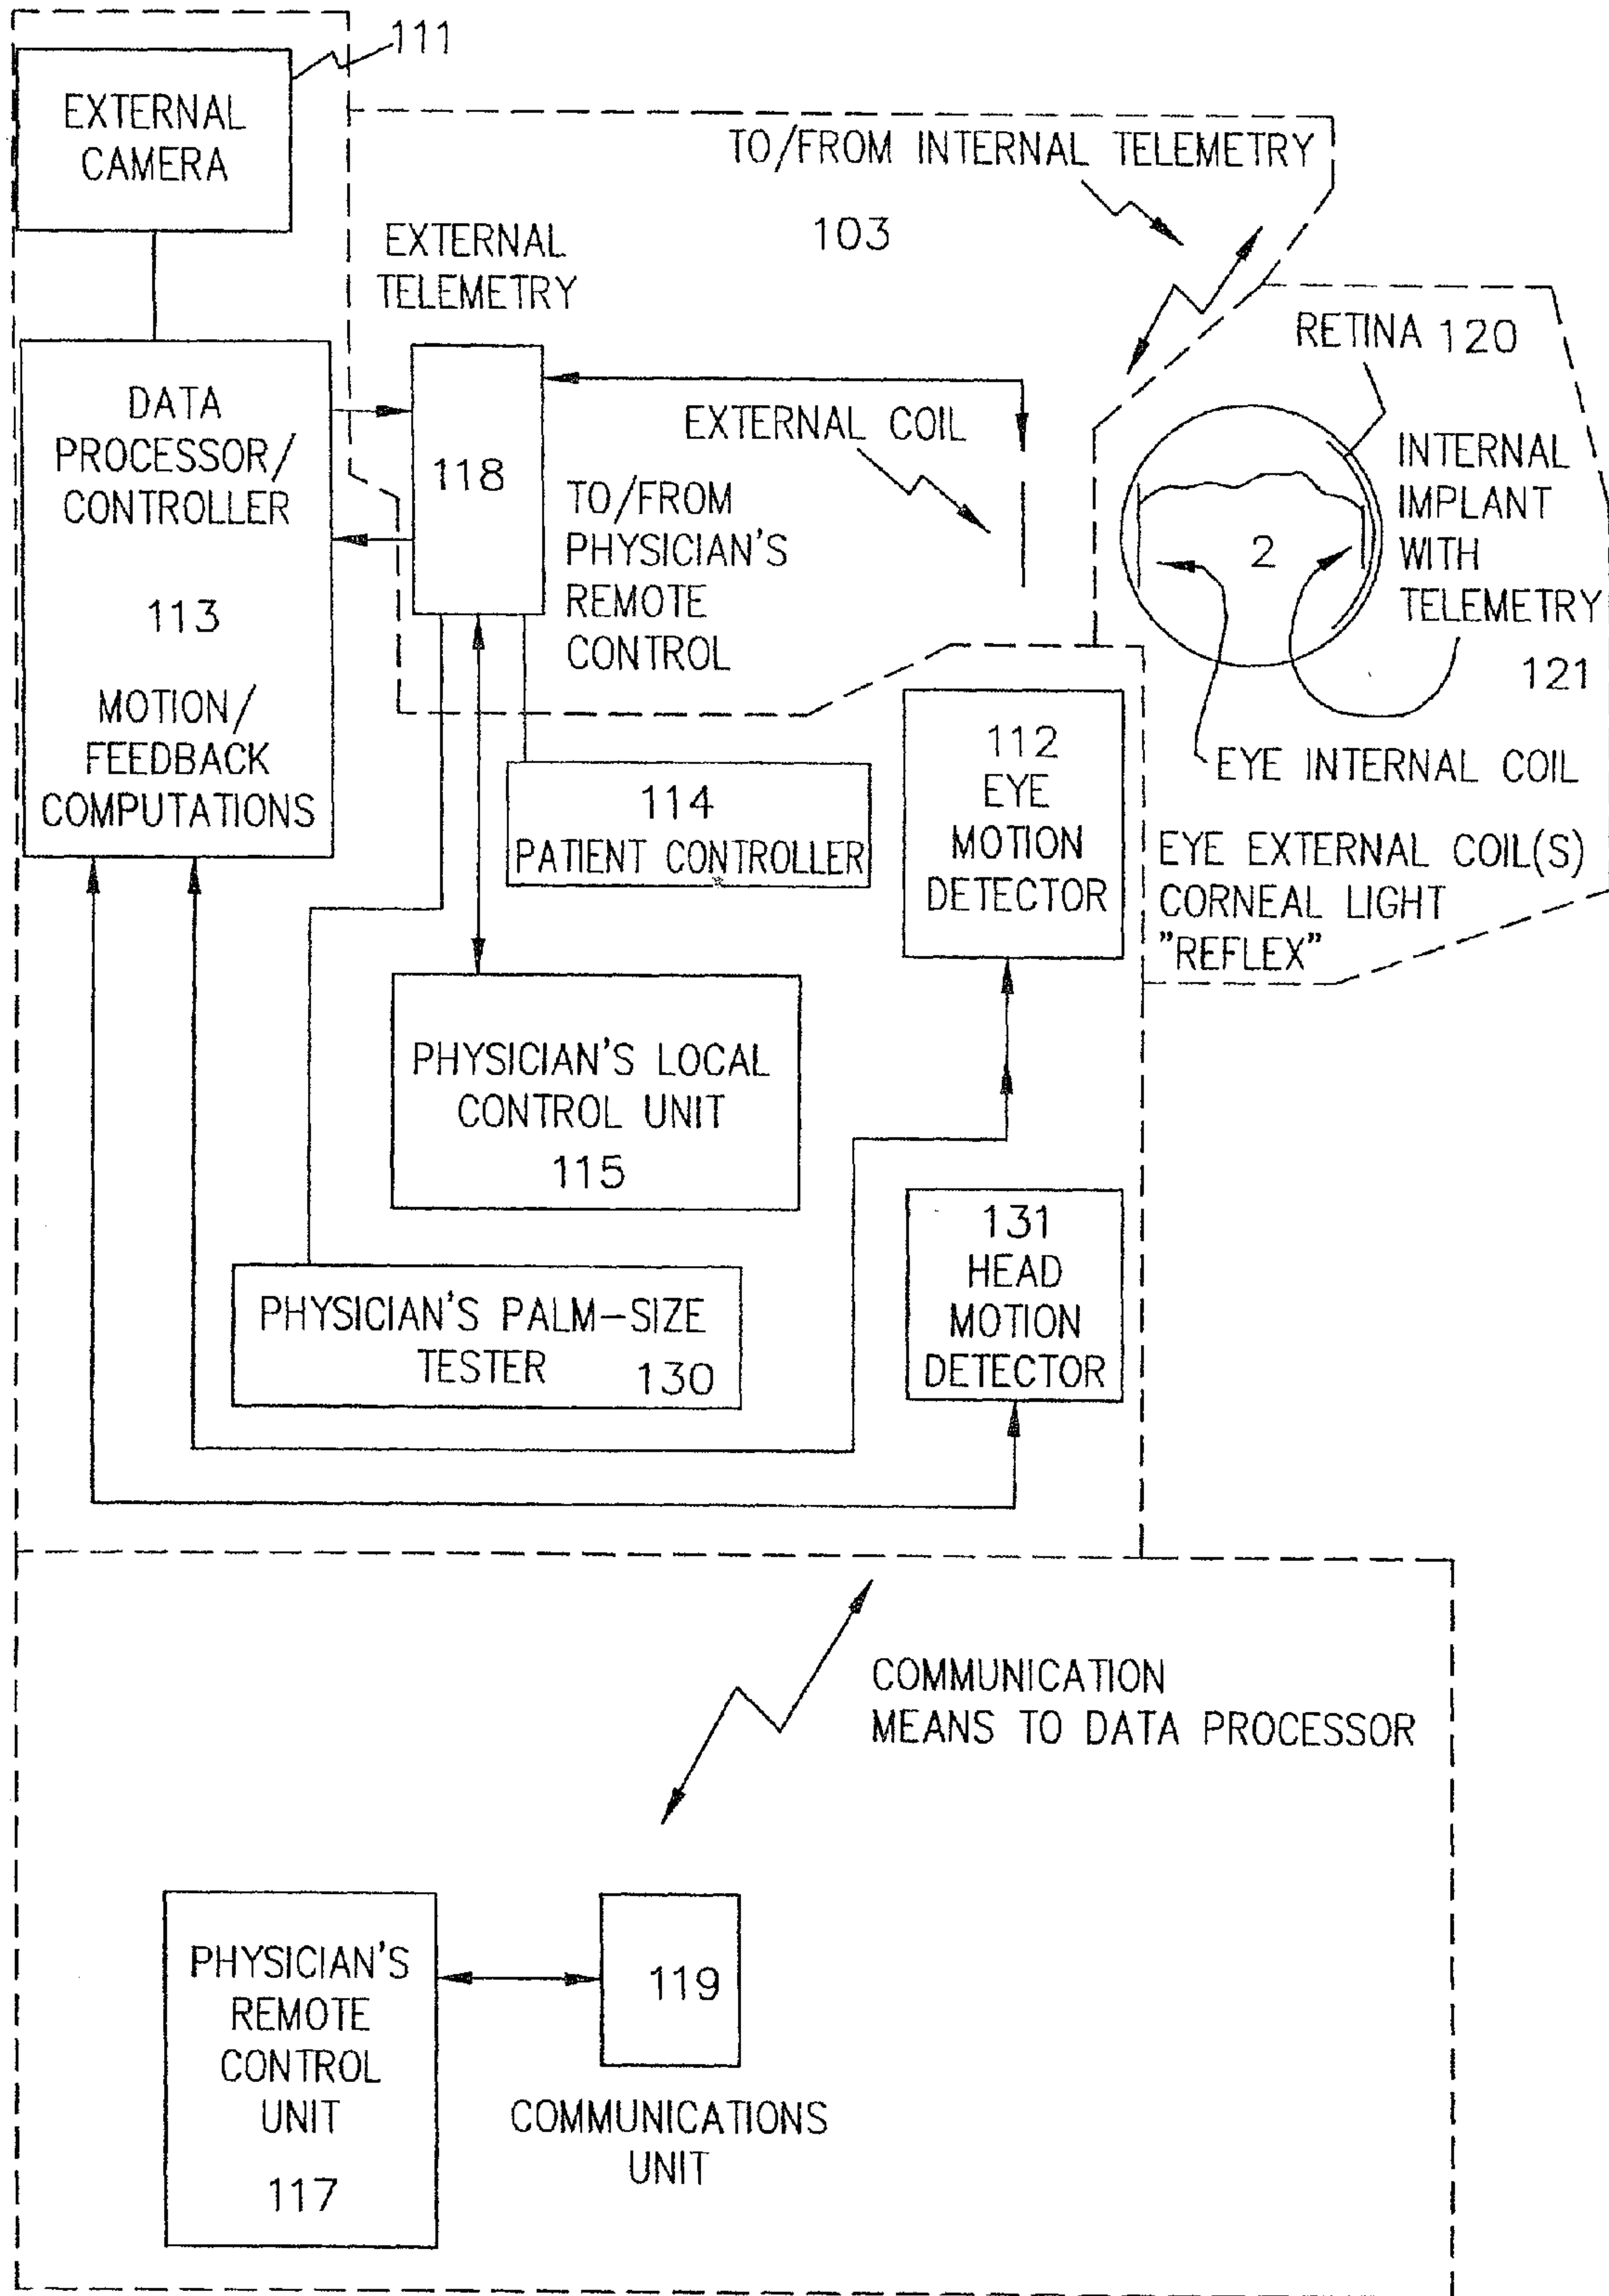 111
EXTERNAL
CAMERA
TO/FROM INTERNAL TELEMETRY
103
EXTERNAL
TELEMETRY
118
DATA
PROCESSOR/
CONTROLLER
113
MOTION/
FEEDBACK
COMPUTATIONS
EXTERNAL COIL
TO/FROM
PHYSICIAN'S
REMOTE
CONTROL
RETINA 120
2
INTERNAL
IMPLANT
WITH
TELEMETRY
121
EYE INTERNAL COIL
EYE EXTERNAL COIL(S)
CORNEAL LIGHT
"REFLEX"
114
PATIENT CONTROLLER
112
EYE
MOTION
DETECTOR
PHYSICIAN'S LOCAL
CONTROL UNIT
115
131
HEAD
MOTION
DETECTOR
PHYSICIAN'S PALM-SIZE
TESTER 130
COMMUNICATION
MEANS TO DATA PROCESSOR
PHYSICIAN'S
REMOTE
CONTROL
UNIT
117
119
COMMUNICATIONS
UNIT